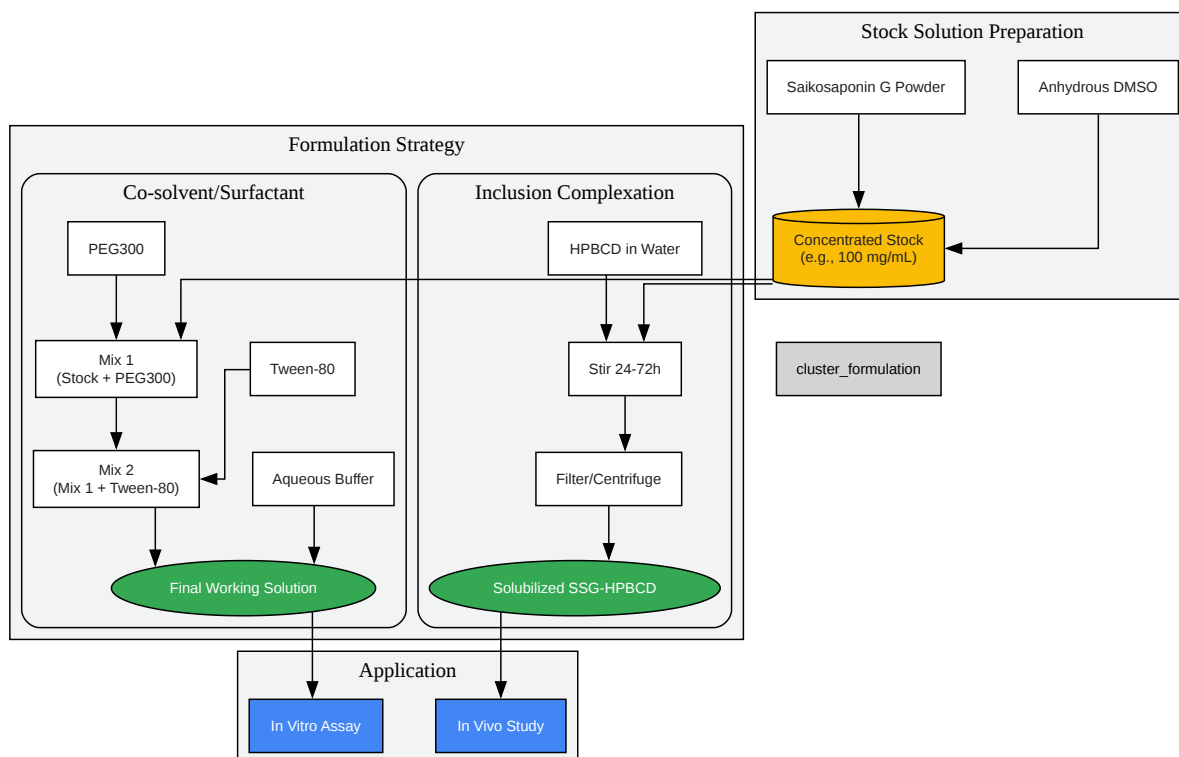 Stock Solution Preparation
Saikosaponin G Powder
Anhydrous DMSO
Concentrated Stock
(e.g., 100 mg/mL)
Formulation Strategy
Co-solvent/Surfactant
PEG300
Mix 1
(Stock + PEG300)
Tween-80
Mix 2
(Mix 1 + Tween-80)
Aqueous Buffer
Final Working Solution
Inclusion Complexation
HPBCD in Water
Stir 24-72h
Filter/Centrifuge
Solubilized SSG-HPBCD
cluster_formulation
Application
In Vitro Assay
In Vivo Study